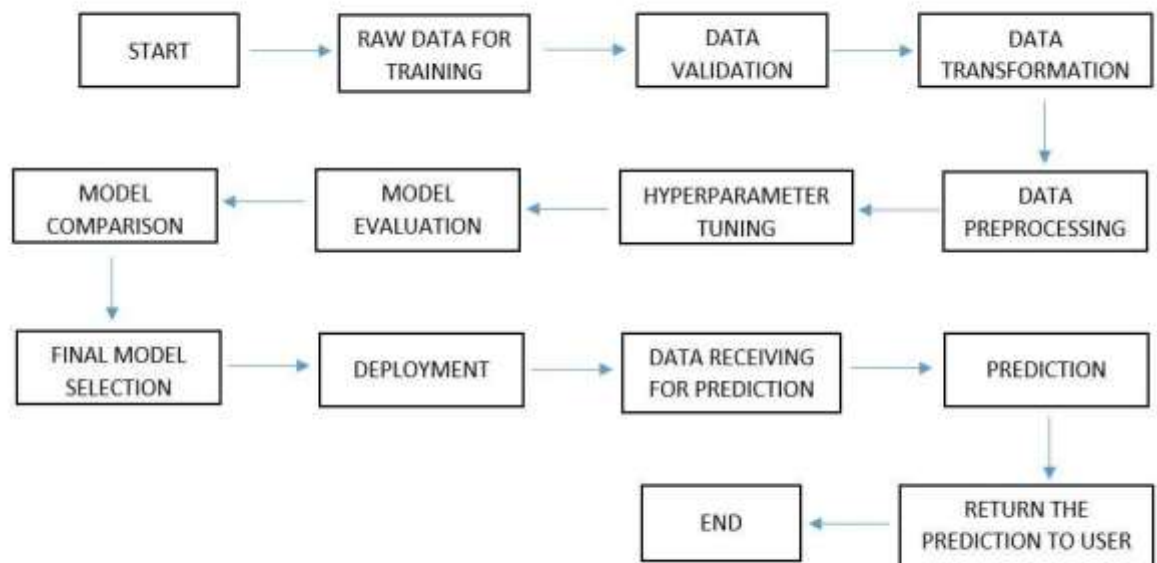 START
RAW DATA FOR
TRAINING
DATA
VALIDATION
DATA
TRANSFORMATION
DATA
PREPROCESSING
HYPERPARAMETER
TUNING
MODEL
EVALUATION
MODEL
COMPARISON
FINAL MODEL
SELECTION
DEPLOYMENT
DATA RECEIVING
FOR PREDICTION
PREDICTION
RETURN THE
PREDICTION TO USER
END